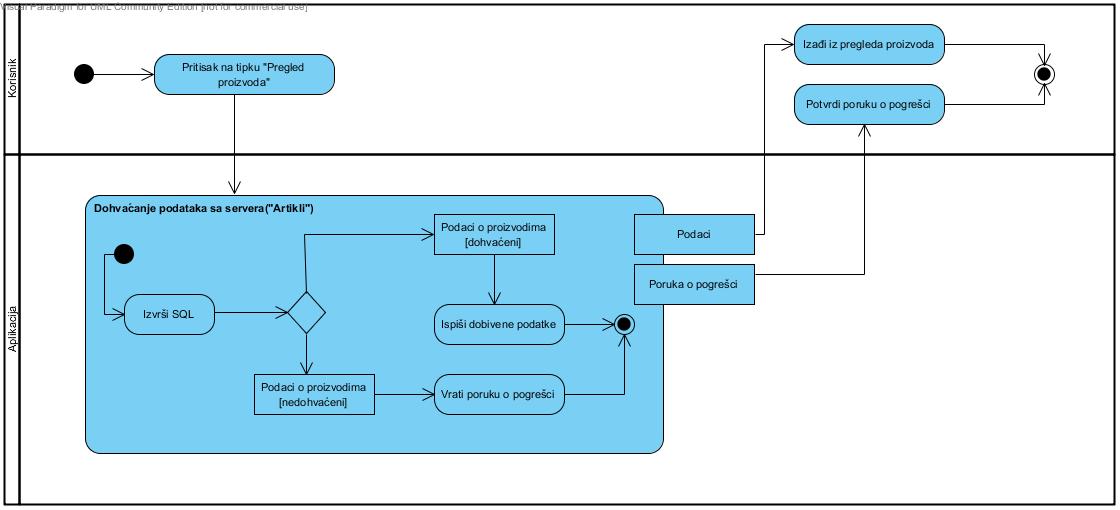 Visual Paradigm for UML Community Edition [not for commercial use]
Korisnik
Pritisak na tipku "Pregled
proizvoda"
Izađi iz pregleda proizvoda
Potvrdi poruku o pogrešci
Aplikacija
Dohvaćanje podataka sa servera("Artikli")
Izvrši SQL
Podaci o proizvodima
[dohvaćeni]
Ispiši dobivene podatke
Podaci o proizvodima
[nedohvaćeni]
Vrati poruku o pogrešci
Podaci
Poruka o pogrešci